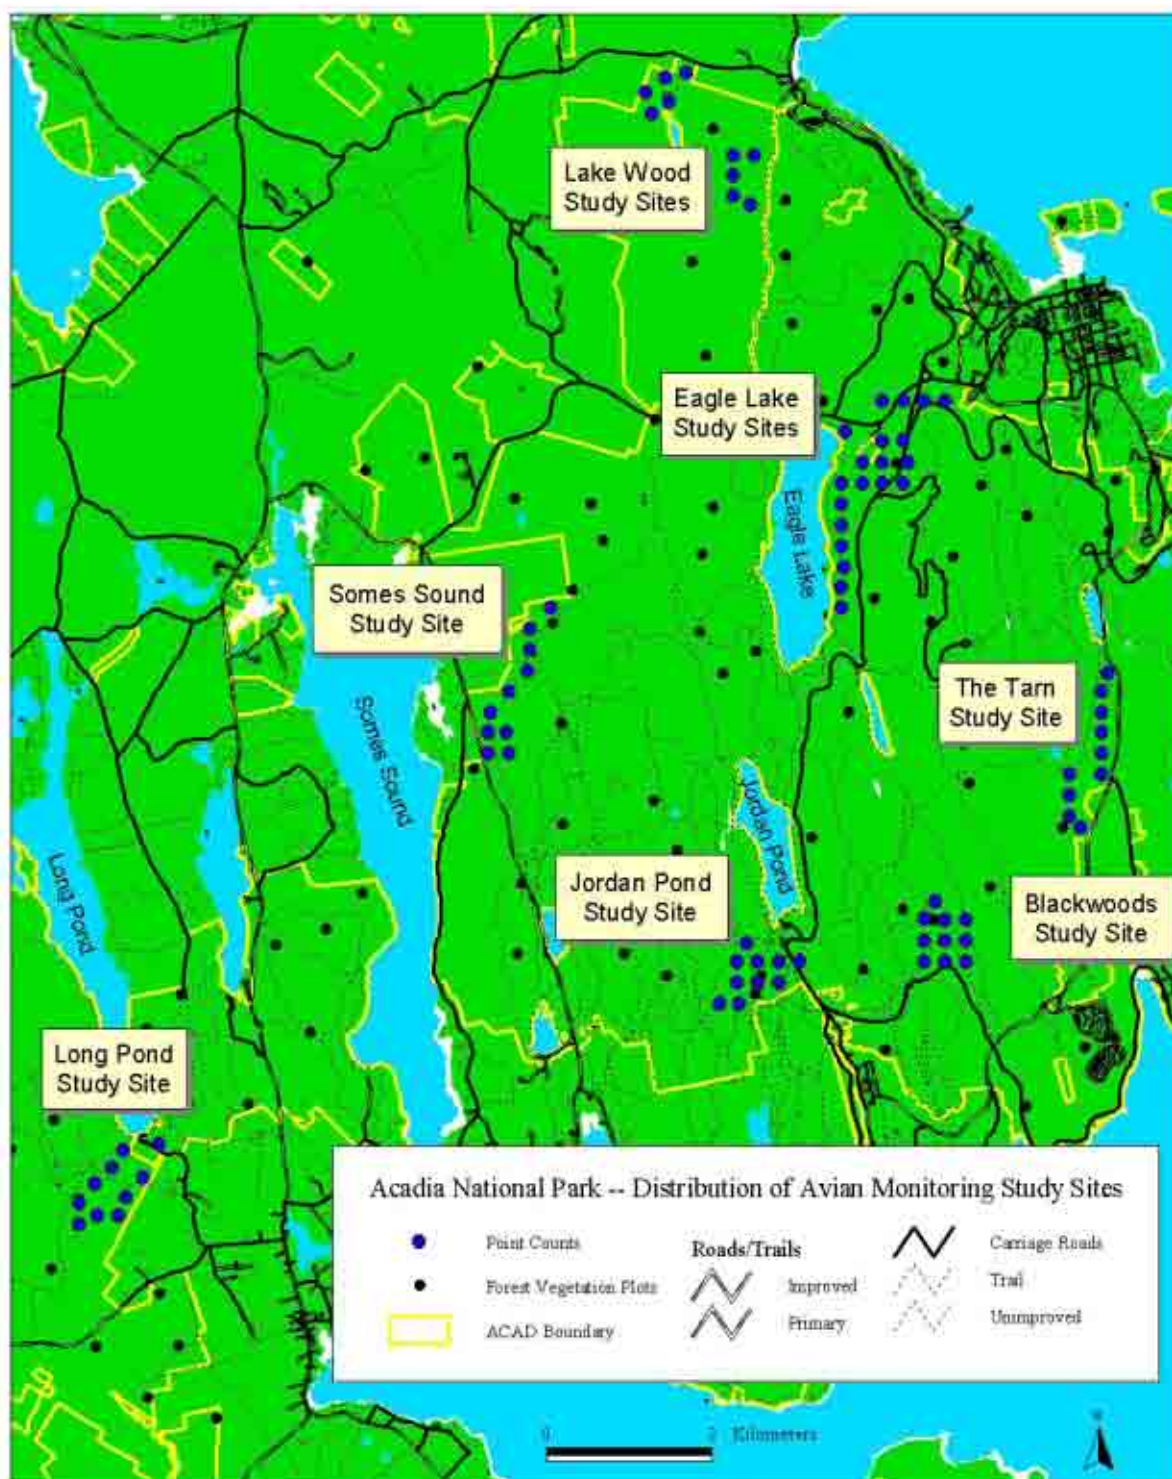 Lake Wood
Study Sites
Eagle Lake
Study Sites
Eagle Lake
Somes Sound
Study Site
The Tarn
Study Site
Somes Sound
Jordan Pond
Long Pond
Jordan Pond
Study Site
Blackwoods
Study Site
Long Pond
Study Site
Acadia National Park -- Distribution of Avian Monitoring Study Sites
Point Counts
Forest Vegetation Plots
ACAD Boundary
Roads/Trails
Improved
Primary
Carriage Roads
Trail
Unimproved
0 2 Kilometers